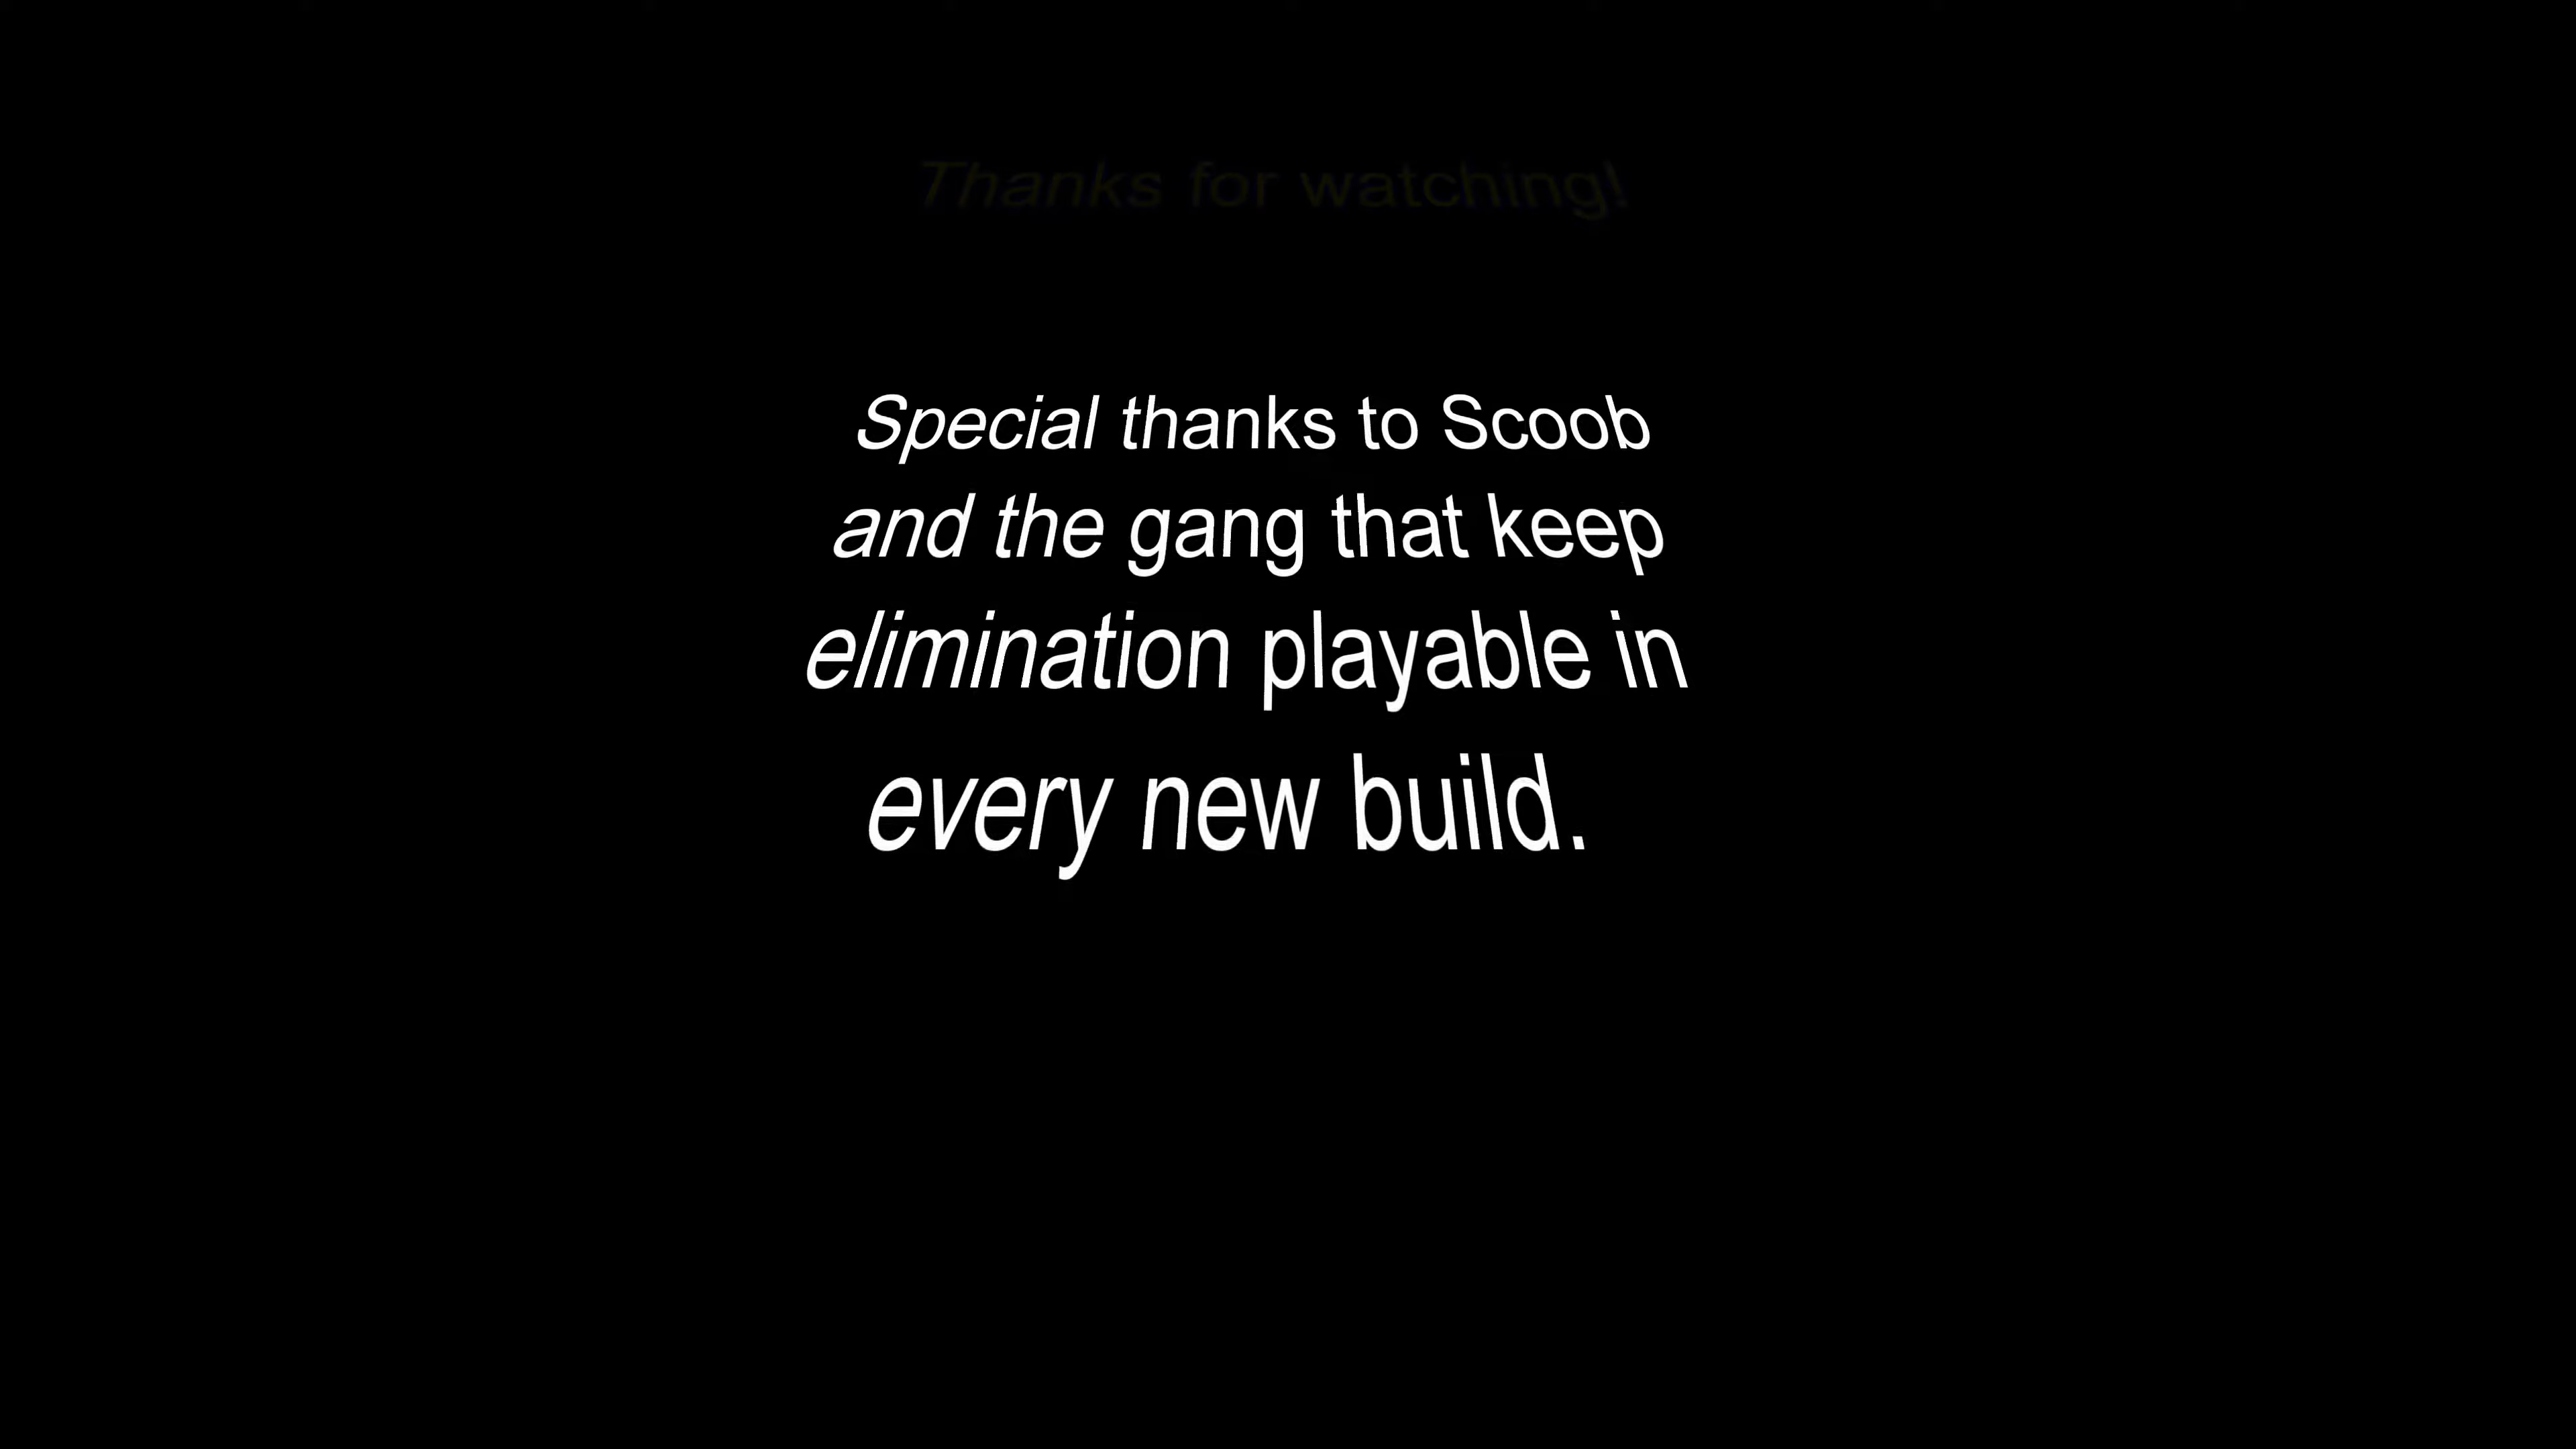 Thanks for watching!
Special thanks to Scoob
and the gang that keep
elimination playable in
every new build.